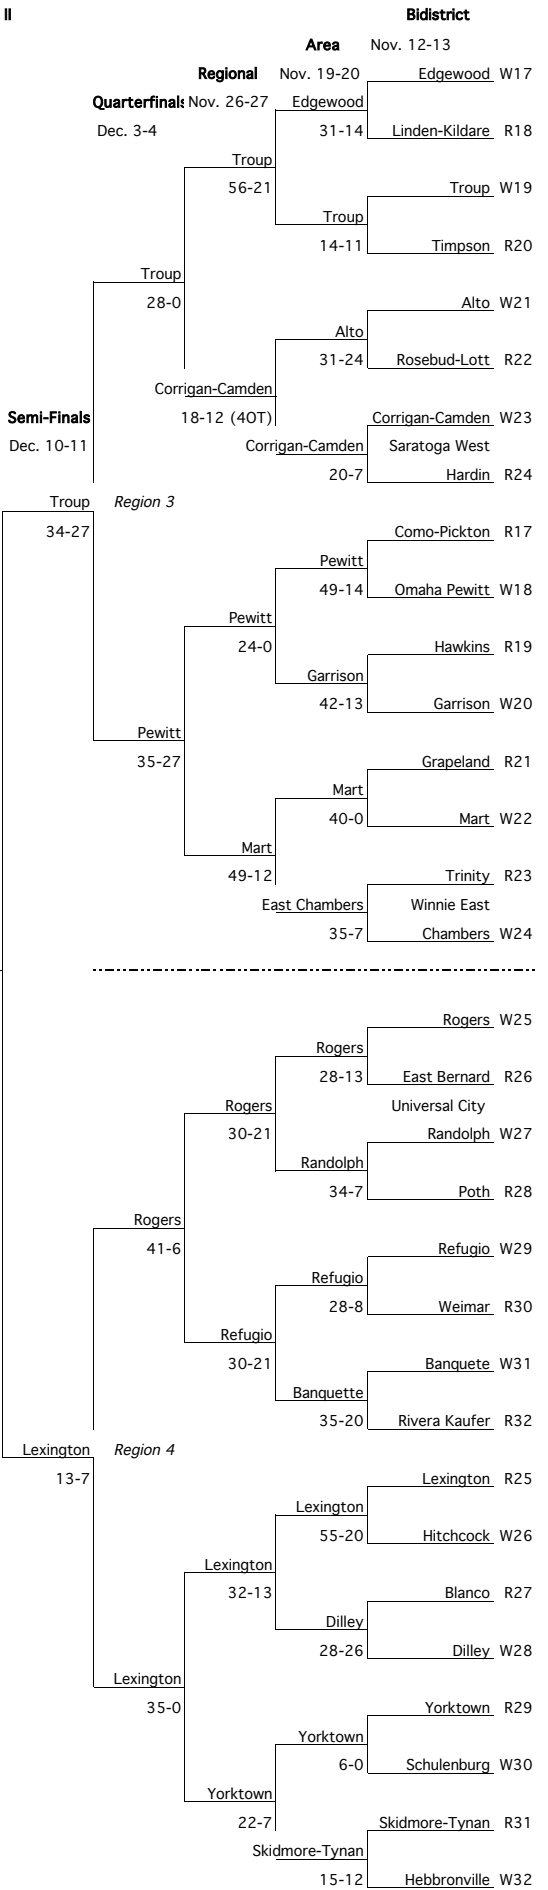 II
Bidistrict
Area Nov. 12-13
Regional Nov. 19-20 Edgewood W17
Quarterfinals Nov. 26-27 Edgewood
Dec. 3-4 31-14 Linden-Kildare R18
Troup
56-21 Troup W19
Troup
14-11 Timpson R20
Troup
28-0 Alto W21
Alto
31-24 Rosebud-Lott R22
Corrigan-Camden
Semi-Finals 18-12 (4OT) Corrigan-Camden W23
Dec. 10-11 Corrigan-Camden Saratoga West
20-7 Hardin R24
Troup Region 3
34-27 Como-Pickton R17
Pewitt
49-14 Omaha Pewitt W18
Pewitt
24-0 Hawkins R19
Garrison
42-13 Garrison W20
Pewitt
35-27 Grapeland R21
Mart
40-0 Mart W22
Mart
49-12 Trinity R23
East Chambers Winnie East
35-7 Chambers W24
Rogers W25
Rogers
28-13 East Bernard R26
Rogers Universal City
30-21 Randolph W27
Randolph
34-7 Poth R28
Rogers
41-6 Refugio W29
Refugio
28-8 Weimar R30
Refugio
30-21 Banquete W31
Banquette
35-20 Rivera Kaufer R32
Lexington Region 4
13-7 Lexington R25
Lexington
55-20 Hitchcock W26
Lexington
32-13 Blanco R27
Dilley
28-26 Dilley W28
Lexington
35-0 Yorktown R29
Yorktown
6-0 Schulenburg W30
Yorktown
22-7 Skidmore-Tynan R31
Skidmore-Tynan
15-12 Hebbronville W32